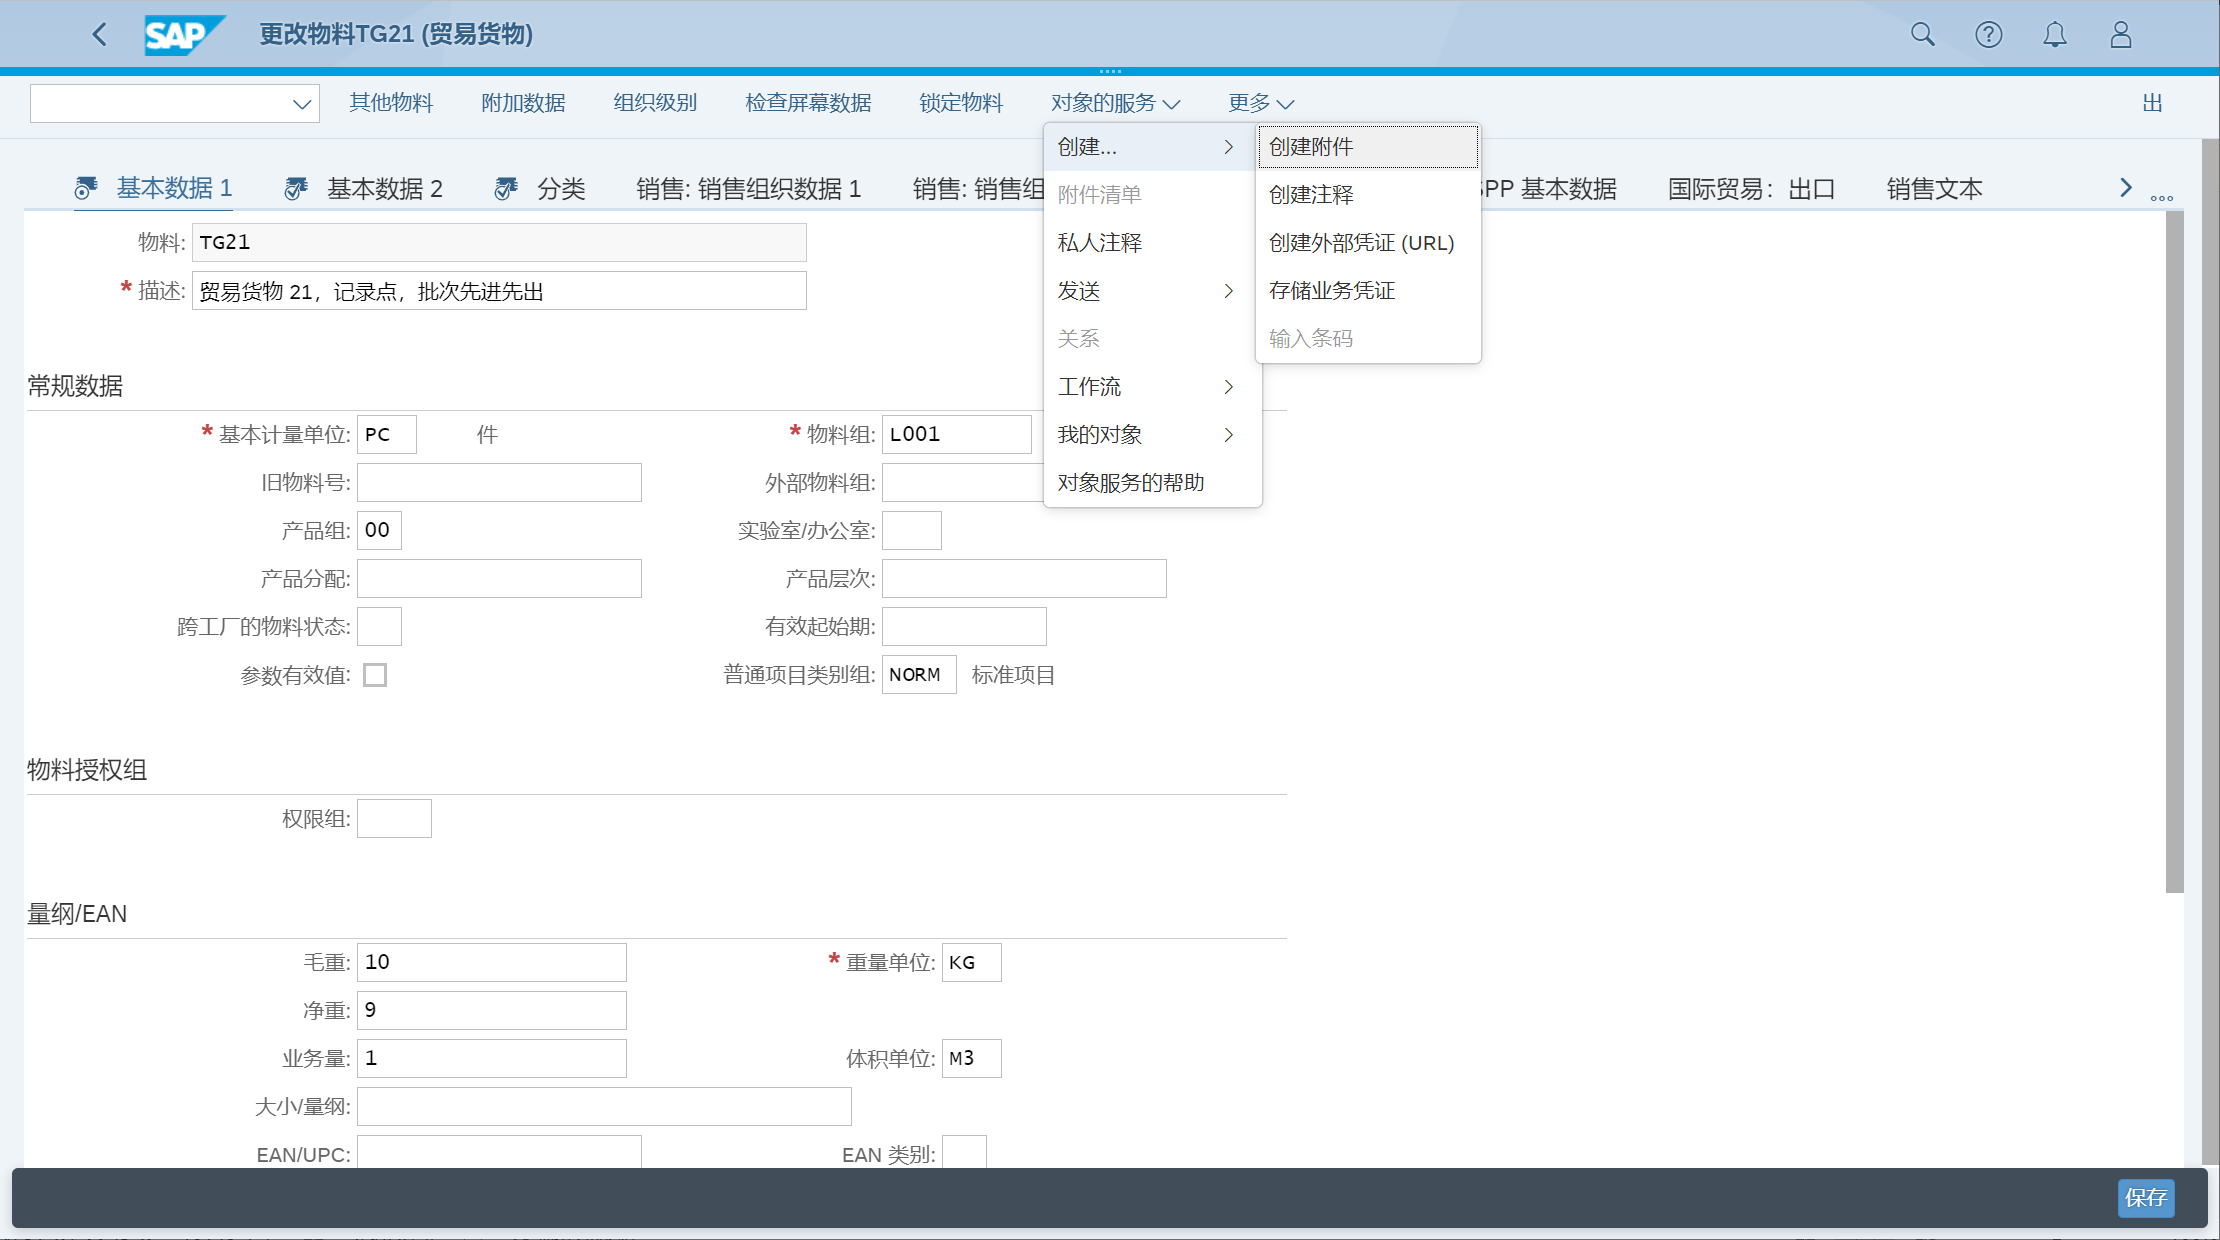 SAP 更改物料TG21 (贸易货物)
其他物料 附加数据 组织级别 检查屏幕数据 锁定物料 对象的服务 更多 出
创建... 创建附件
附件清单 创建注释
私人注释 创建外部凭证 (URL)
发送 存储业务凭证
关系 输入条码
工作流
我的对象
对象服务的帮助
基本数据 1 基本数据 2 分类 销售: 销售组织数据 1 销售: 销售组 SPP 基本数据 国际贸易：出口 销售文本
物料: TG21
* 描述: 贸易货物 21，记录点，批次先进先出
常规数据
* 基本计量单位: PC 件 * 物料组: L001
旧物料号: 外部物料组:
产品组: 00 实验室/办公室:
产品分配: 产品层次:
跨工厂的物料状态: 有效起始期:
参数有效值: 普通项目类别组: NORM 标准项目
物料授权组
权限组:
量纲/EAN
毛重: 10 * 重量单位: KG
净重: 9
业务量: 1 体积单位: M3
大小/量纲:
EAN/UPC: EAN 类别:
保存